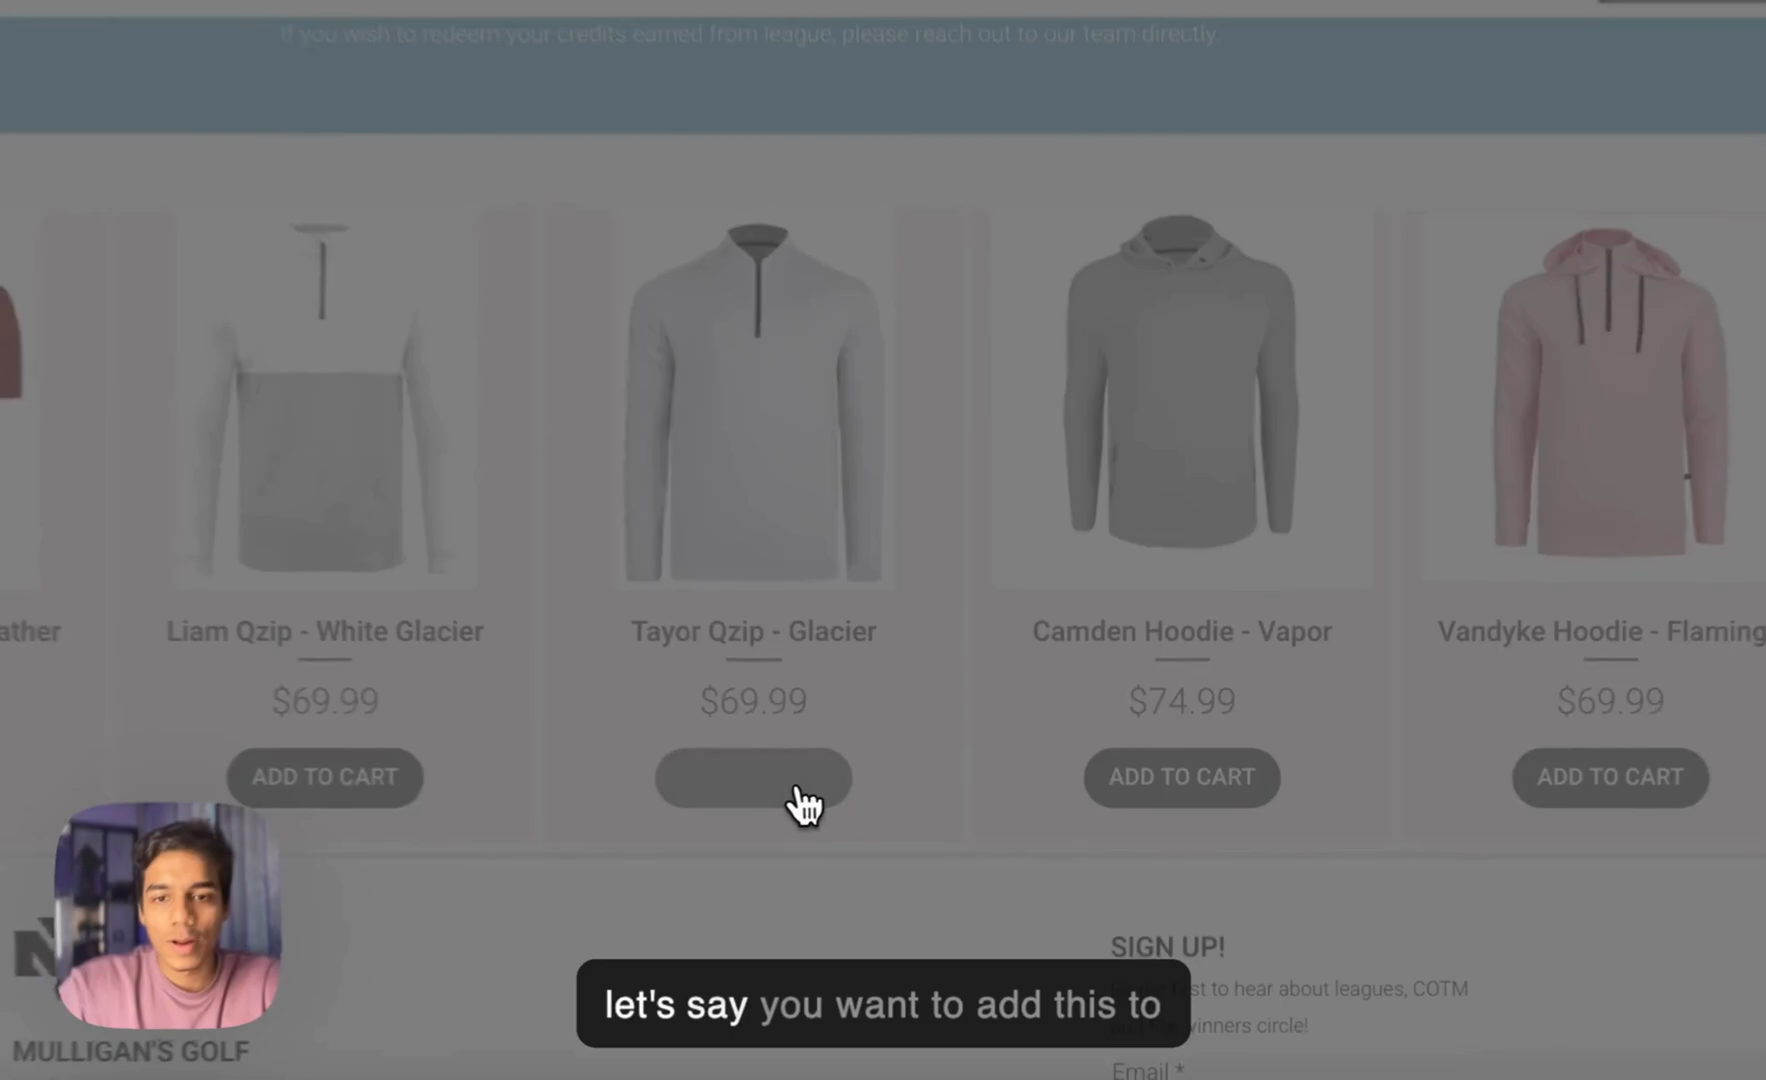 If you wish to redeem your credits earned from league, please reach out to our team directly.
ather
Liam Qzip - White Glacier
$69.99
ADD TO CART
Tayor Qzip - Glacier
$69.99
Camden Hoodie - Vapor
$74.99
ADD TO CART
Vandyke Hoodie - Flaming
$69.99
ADD TO CART
N
MULLIGAN'S GOLF
SIGN UP!
st to hear about leagues, COTM
winners circle!
Email *
let's say you want to add this to